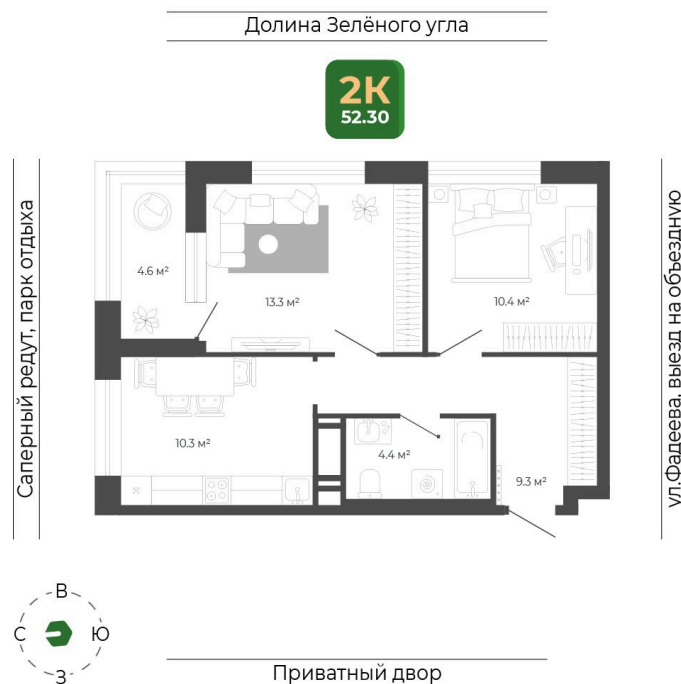 Долина Зелёного угла
2К
52.30
Саперный редут, парк отдыха
ул.Фадеева, выезд на объездную
4.6 м²
13.3 м²
10.4 м²
10.3 м²
4.4 м²
9.3 м²
В
С
Ю
З
Приватный двор